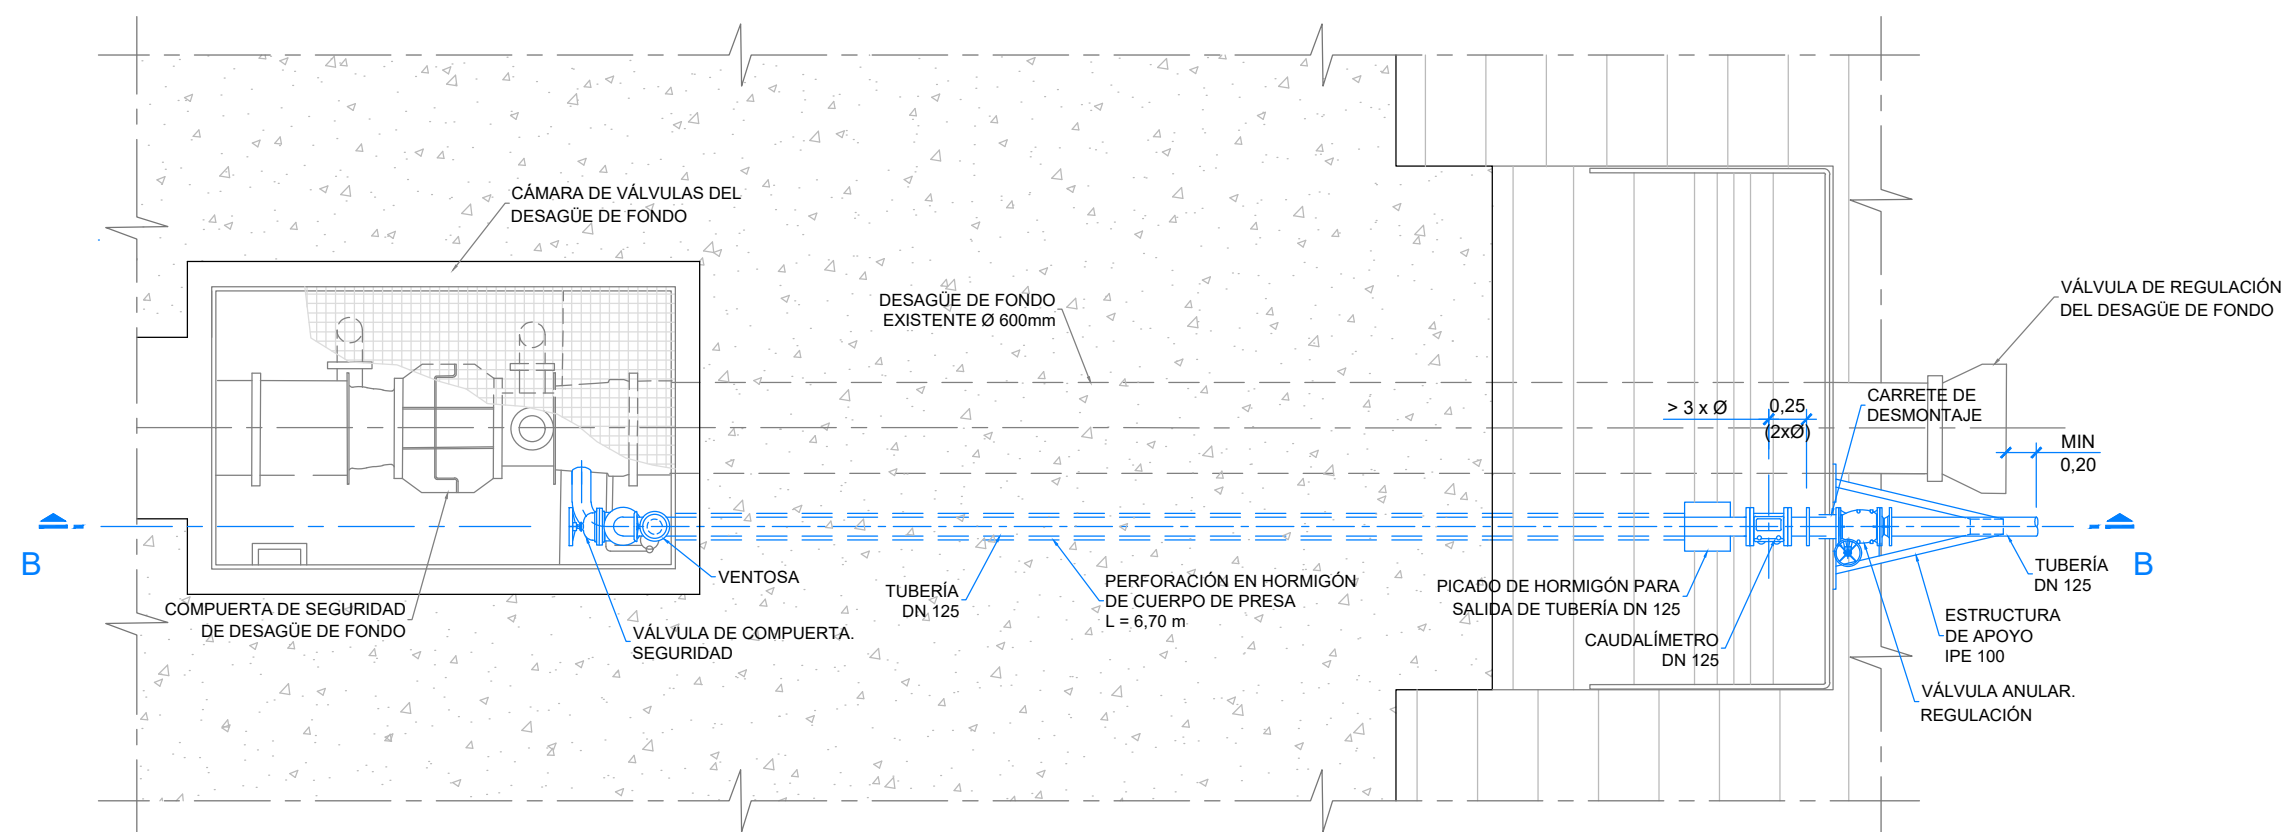 CÁMARA DE VÁLVULAS DEL
DESAGÜE DE FONDO
DESAGÜE DE FONDO
EXISTENTE Ø 600mm
VÁLVULA DE REGULACIÓN
DEL DESAGÜE DE FONDO
> 3 x Ø
0,25
(2xØ)
CARRETE DE
DESMONTAJE
MIN
0,20
B
B
VENTOSA
COMPUERTA DE SEGURIDAD
DE DESAGÜE DE FONDO
VÁLVULA DE COMPUERTA.
SEGURIDAD
TUBERÍA
DN 125
PERFORACIÓN EN HORMIGÓN
DE CUERPO DE PRESA
L = 6,70 m
PICADO DE HORMIGÓN PARA
SALIDA DE TUBERÍA DN 125
CAUDALÍMETRO
DN 125
TUBERÍA
DN 125
ESTRUCTURA
DE APOYO
IPE 100
VÁLVULA ANULAR.
REGULACIÓN